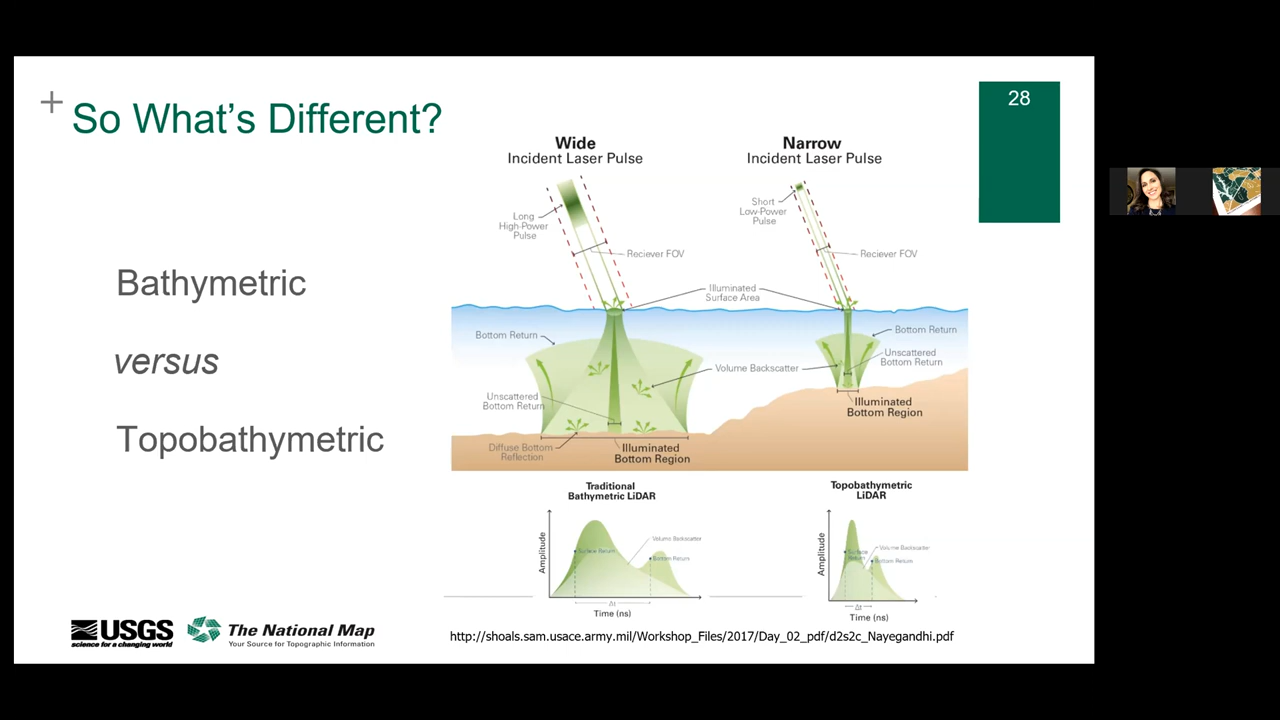 + So What's Different?
28
Bathymetric
versus
Topobathymetric
Wide
Incident Laser Pulse
Narrow
Incident Laser Pulse
Long
High-Power
Pulse
Reciever FOV
Short
Low-Power
Pulse
Reciever FOV
Illuminated
Surface Area
Bottom Return
Bottom Return
Volume Backscatter
Unscattered
Bottom Return
Unscattered
Bottom Return
Illuminated
Bottom Region
Diffuse Bottom
Reflection
Illuminated
Bottom Region
Traditional
Bathymetric LiDAR
Amplitude
Surface Return
Volume Backscatter
Bottom Return
Δt
Time (ns)
Topobathymetric
LiDAR
Amplitude
Surface
Return
Volume Backscatter
Bottom Return
Δt
Time (ns)
USGS
science for a changing world
The National Map
Your Source for Topographic Information
http://shoals.sam.usace.army.mil/Workshop_Files/2017/Day_02_pdf/d2s2c_Nayegandhi.pdf